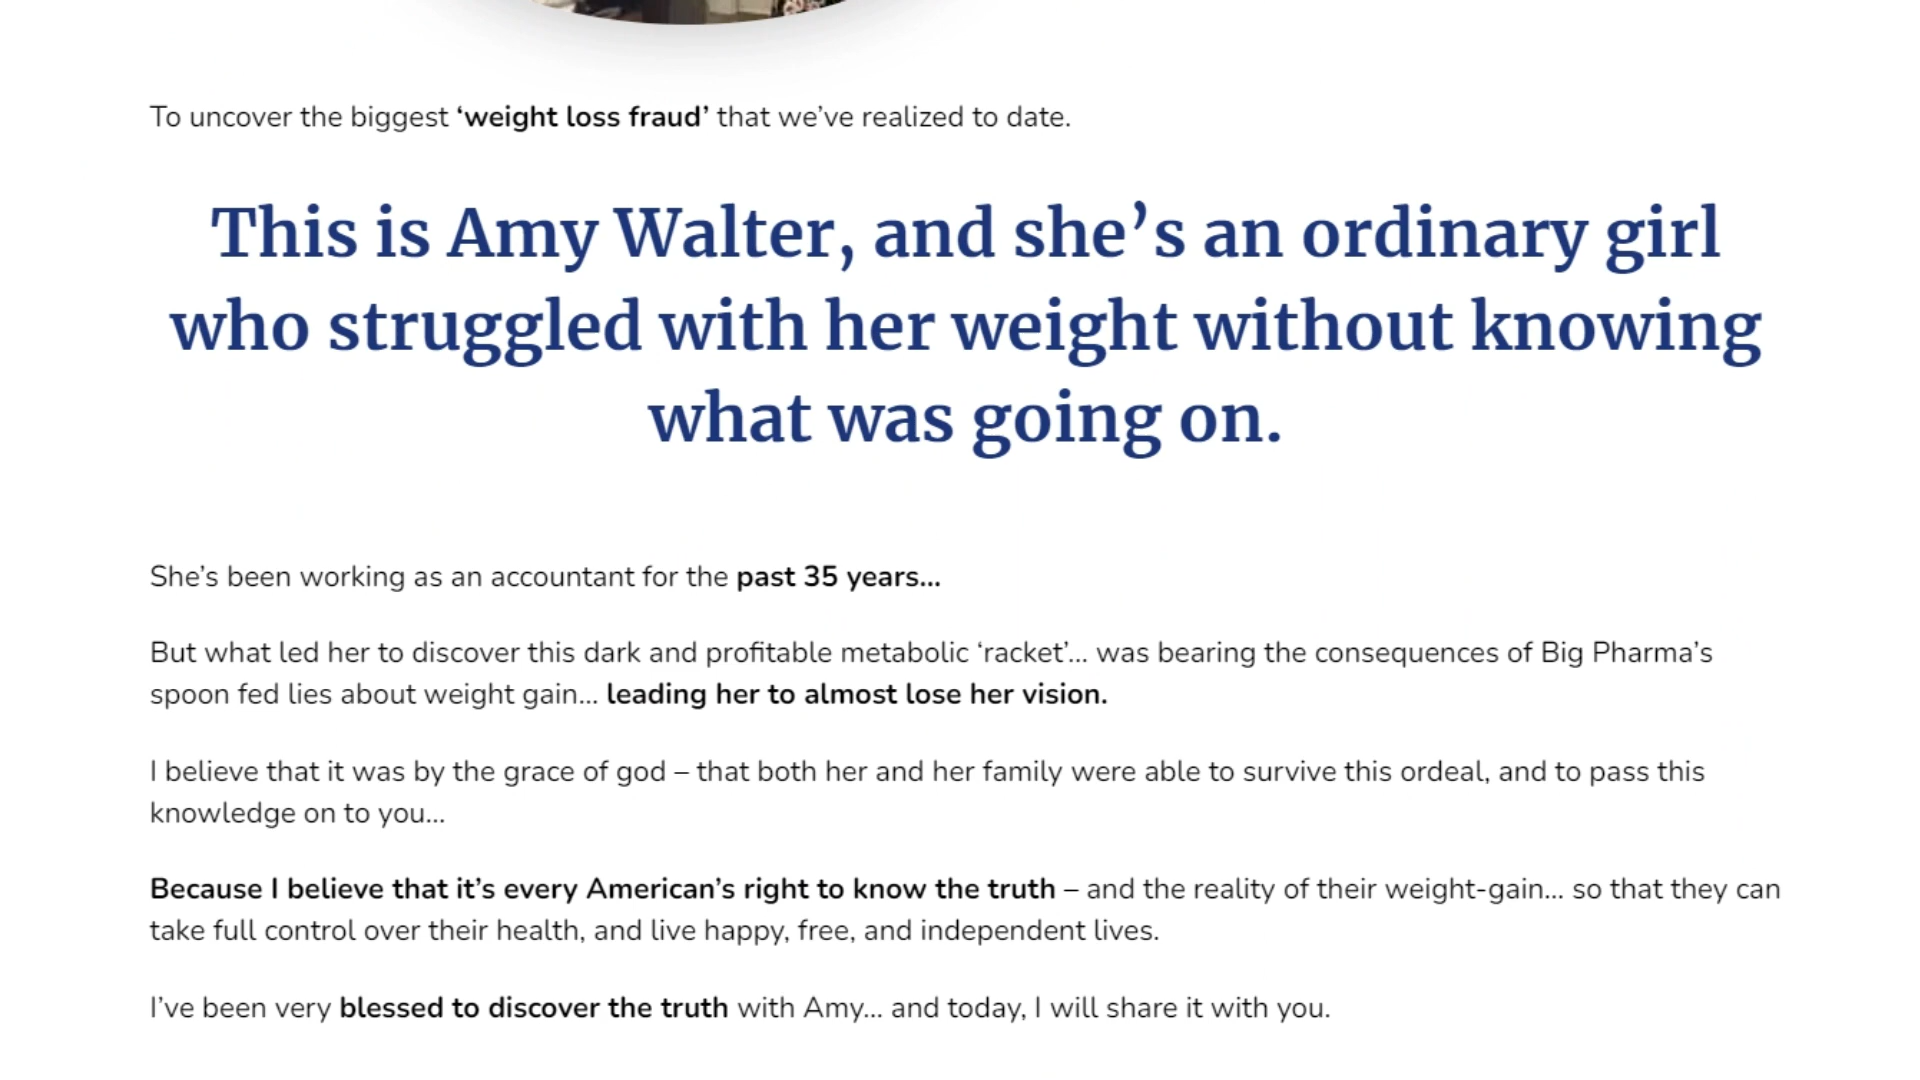 To uncover the biggest ‘weight loss fraud’ that we’ve realized to date.
This is Amy Walter, and she’s an ordinary girl
who struggled with her weight without knowing
what was going on.
She’s been working as an accountant for the past 35 years...
But what led her to discover this dark and profitable metabolic ‘racket’... was bearing the consequences of Big Pharma’s
spoon fed lies about weight gain... leading her to almost lose her vision.
I believe that it was by the grace of god – that both her and her family were able to survive this ordeal, and to pass this
knowledge on to you...
Because I believe that it’s every American’s right to know the truth – and the reality of their weight-gain... so that they can
take full control over their health, and live happy, free, and independent lives.
I’ve been very blessed to discover the truth with Amy... and today, I will share it with you.